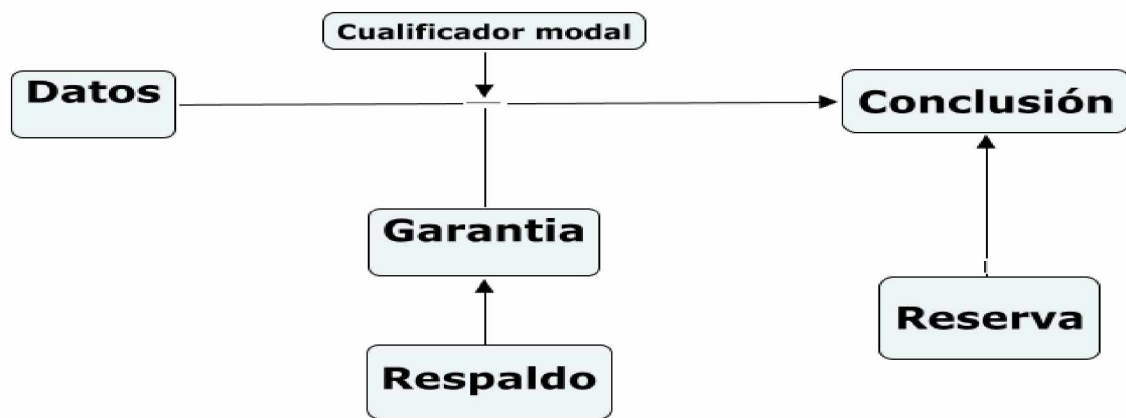 Cualificador modal
Datos
Conclusión
Garantia
Reserva
Respaldo